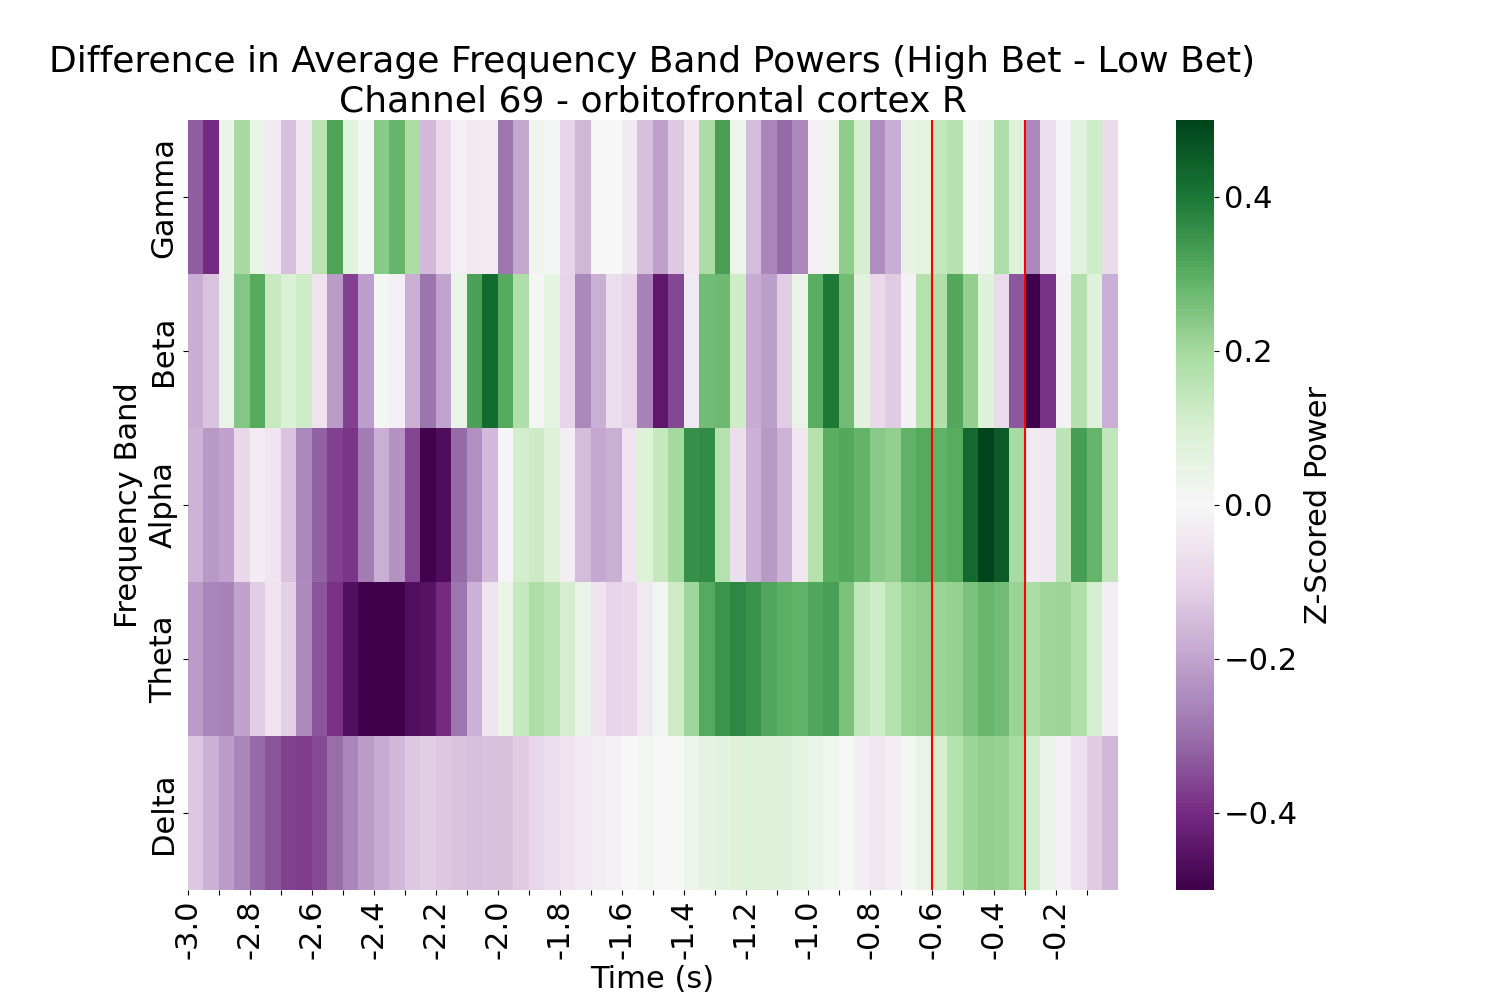 Difference in Average Frequency Band Powers (High Bet - Low Bet)
Channel 69 - orbitofrontal cortex R
Frequency Band
Gamma
Beta
Alpha
Theta
Delta
-3.0 -2.8 -2.6 -2.4 -2.2 -2.0 -1.8 -1.6 -1.4 -1.2 -1.0 -0.8 -0.6 -0.4 -0.2
Time (s)
0.4
0.2
0.0
−0.2
−0.4
Z-Scored Power